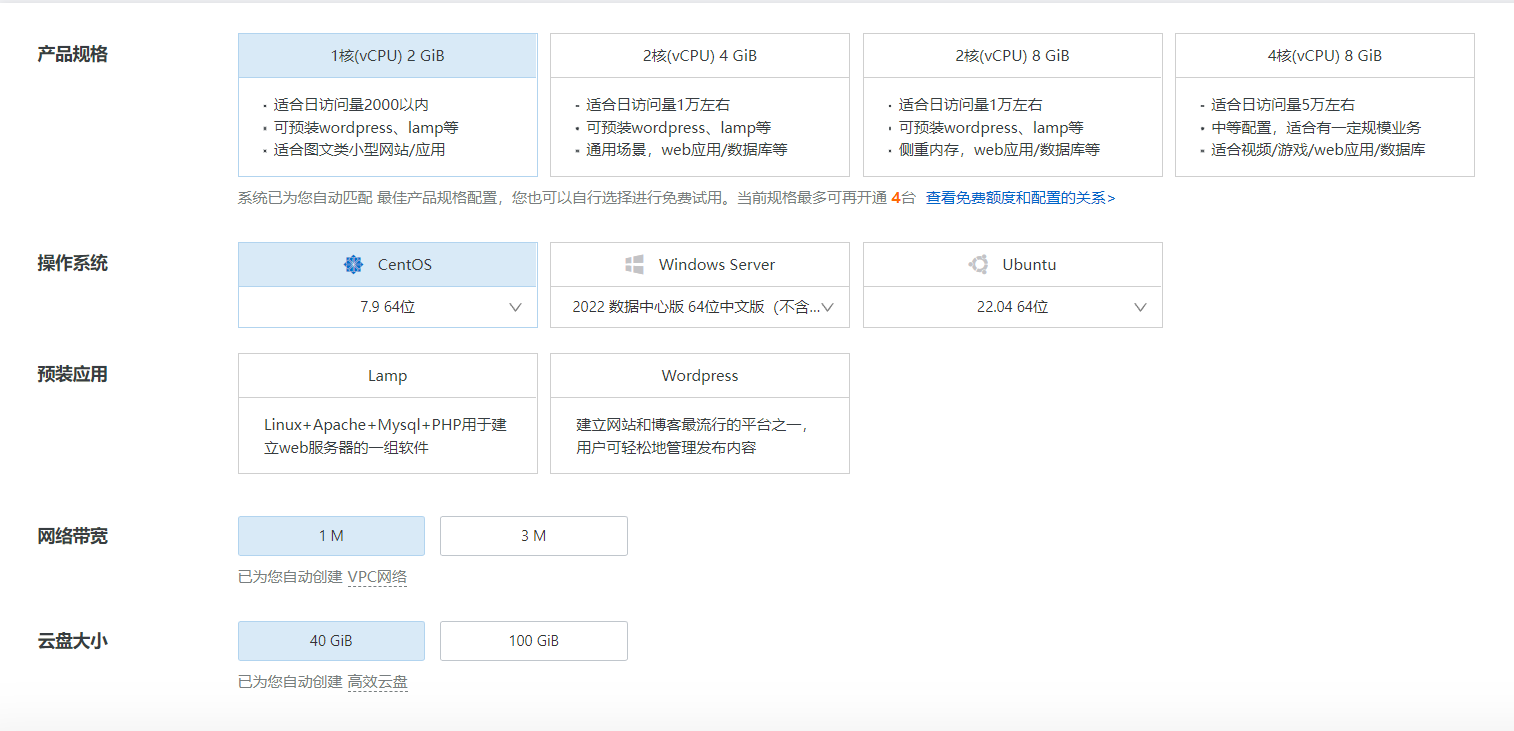 产品规格
1核(vCPU) 2 GiB
2核(vCPU) 4 GiB
2核(vCPU) 8 GiB
4核(vCPU) 8 GiB
· 适合日访问量2000以内
· 可预装wordpress、lamp等
· 适合图文类小型网站/应用
· 适合日访问量1万左右
· 可预装wordpress、lamp等
· 通用场景，web应用/数据库等
· 适合日访问量1万左右
· 可预装wordpress、lamp等
· 侧重内存，web应用/数据库等
· 适合日访问量5万左右
· 中等配置，适合有一定规模业务
· 适合视频/游戏/web应用/数据库
系统已为您自动匹配 最佳产品规格配置，您也可以自行选择进行免费试用。当前规格最多可再开通 4台 查看免费额度和配置的关系>
操作系统
CentOS
Windows Server
Ubuntu
7.9 64位
2022 数据中心版 64位中文版（不含...
22.04 64位
预装应用
Lamp
Wordpress
Linux+Apache+Mysql+PHP用于建
立web服务器的一组软件
建立网站和博客最流行的平台之一，
用户可轻松地管理发布内容
网络带宽
1 M
3 M
已为您自动创建 VPC网络
云盘大小
40 GiB
100 GiB
已为您自动创建 高效云盘